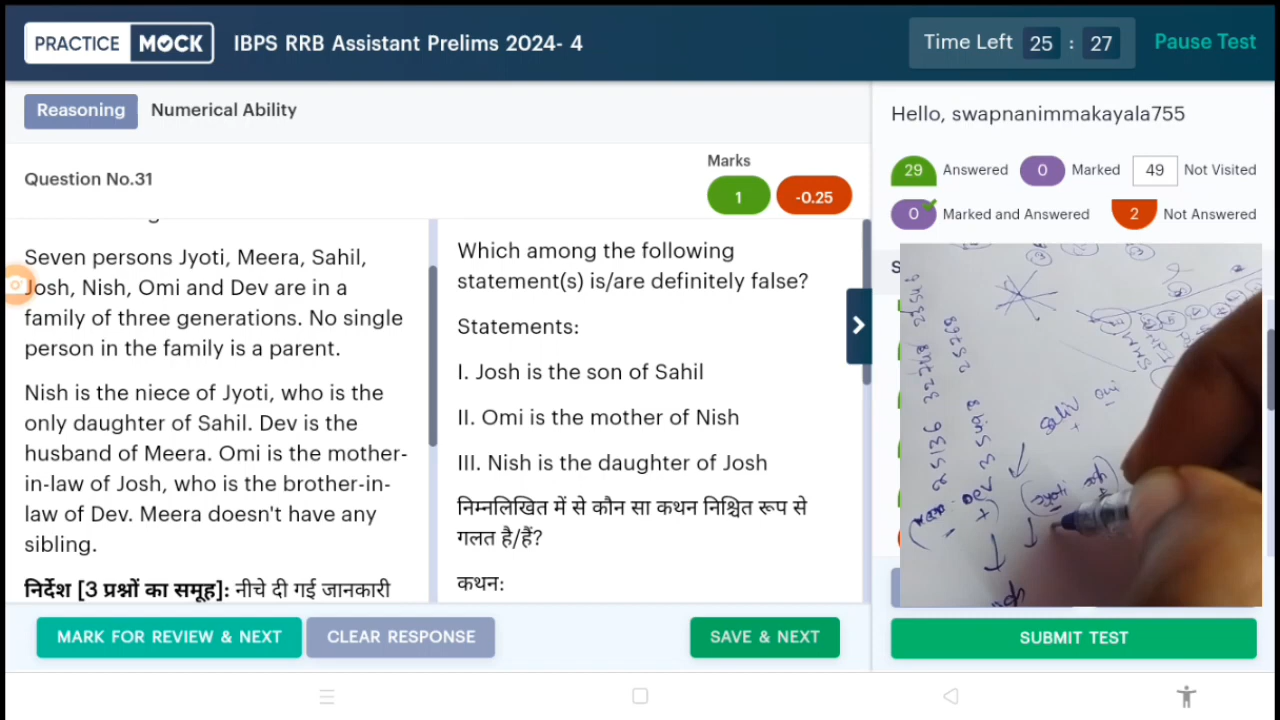 PRACTICE MOCK IBPS RRB Assistant Prelims 2024- 4
Time Left 25 : 27 Pause Test
Reasoning Numerical Ability
Hello, swapnanimmakayala755
Question No.31
Marks
1 -0.25
29 Answered 0 Marked 49 Not Visited
0 Marked and Answered 2 Not Answered
Seven persons Jyoti, Meera, Sahil,
Josh, Nish, Omi and Dev are in a
family of three generations. No single
person in the family is a parent.
Nish is the niece of Jyoti, who is the
only daughter of Sahil. Dev is the
husband of Meera. Omi is the mother-
in-law of Josh, who is the brother-in-
law of Dev. Meera doesn't have any
sibling.
निर्देश [3 प्रश्नों का समूह]: नीचे दी गई जानकारी
Which among the following
statement(s) is/are definitely false?
Statements:
I. Josh is the son of Sahil
II. Omi is the mother of Nish
III. Nish is the daughter of Josh
निम्नलिखित में से कौन सा कथन निश्चित रूप से
गलत है/हैं?
कथन:
MARK FOR REVIEW & NEXT CLEAR RESPONSE SAVE & NEXT
SUBMIT TEST